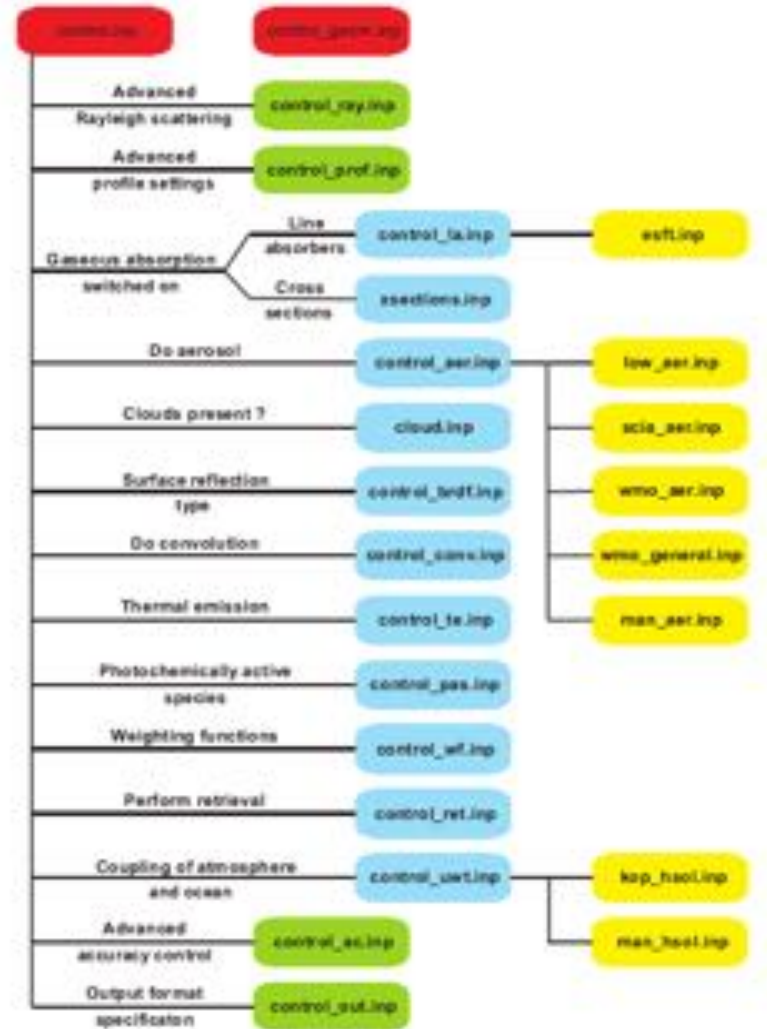 control.inp
control_geom.inp
Advanced
Rayleigh scattering
control_ray.inp
Advanced
profile settings
control_prof.inp
Gaseous absorption
switched on
Line
absorbers
control_la.inp
esft.inp
Cross
sections
xsections.inp
Do aerosol
control_aer.inp
low_aer.inp
scia_aer.inp
wmo_aer.inp
wmo_general.inp
man_aer.inp
Clouds present ?
cloud.inp
Surface reflection
type
control_brdf.inp
Do convolution
control_conv.inp
Thermal emission
control_te.inp
Photochemically active
species
control_pas.inp
Weighting functions
control_wf.inp
Perform retrieval
control_ret.inp
Coupling of atmosphere
and ocean
control_uwt.inp
kop_hsol.inp
man_hsol.inp
Advanced
accuracy control
control_ac.inp
Output format
specificaton
control_out.inp